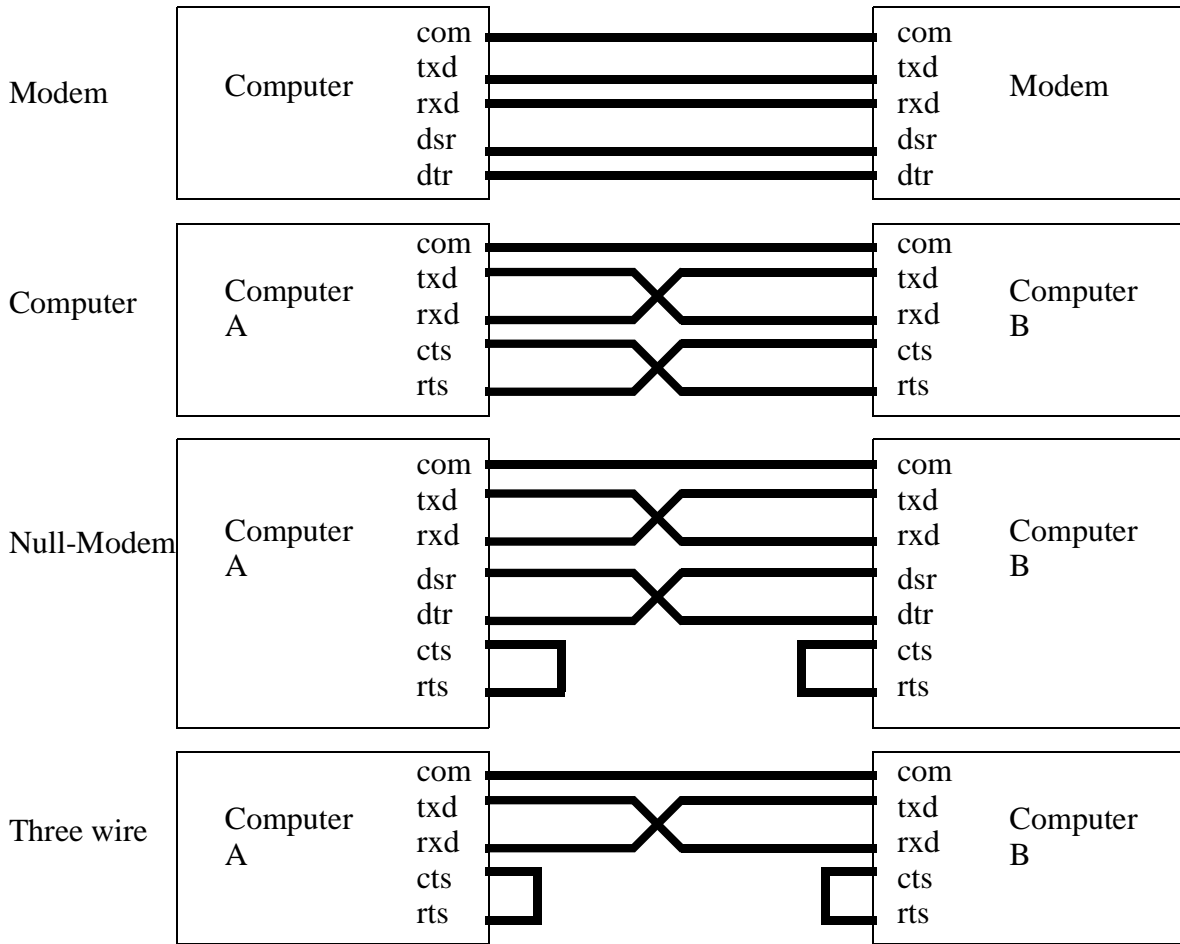 Modem
Computer
com
txd
rxd
dsr
dtr
com
txd
rxd
dsr
dtr
Modem
Computer
Computer
A
com
txd
rxd
cts
rts
com
txd
rxd
cts
rts
Computer
B
Null-Modem
Computer
A
com
txd
rxd
dsr
dtr
cts
rts
com
txd
rxd
dsr
dtr
cts
rts
Computer
B
Three wire
Computer
A
com
txd
rxd
cts
rts
com
txd
rxd
cts
rts
Computer
B